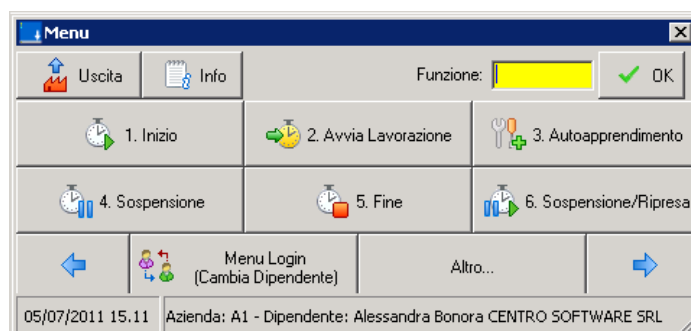 Menu
Uscita
Info
Funzione:
OK
1. Inizio
2. Avvia Lavorazione
3. Autoapprendimento
4. Sospensione
5. Fine
6. Sospensione/Ripresa
Menu Login
(Cambia Dipendente)
Altro...
05/07/2011 15.11
Azienda: A1 - Dipendente: Alessandra Bonora CENTRO SOFTWARE SRL